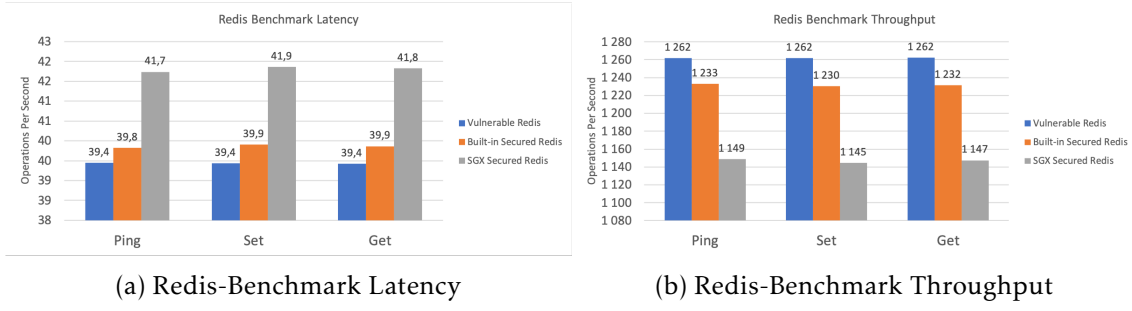 Redis Benchmark Latency
Operations Per Second
43
42
42
41
41
40
40
39
39
38
39,4
39,8
41,7
39,4
39,9
41,9
39,4
39,9
41,8
Ping
Set
Get
Vulnerable Redis
Built-in Secured Redis
SGX Secured Redis
(a) Redis-Benchmark Latency
Redis Benchmark Throughput
Operations Per Second
1 280
1 260
1 240
1 220
1 200
1 180
1 160
1 140
1 120
1 100
1 080
1 262
1 233
1 149
1 262
1 230
1 145
1 262
1 232
1 147
Ping
Set
Get
Vulnerable Redis
Built-in Secured Redis
SGX Secured Redis
(b) Redis-Benchmark Throughput